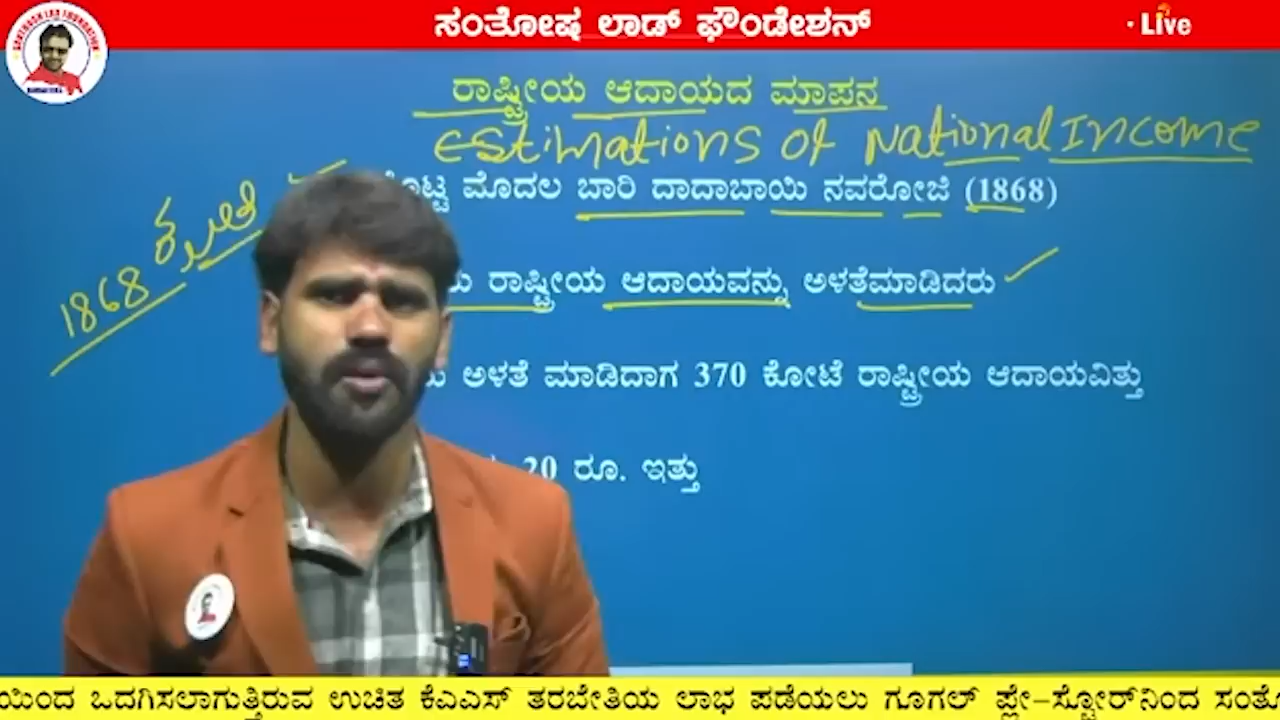 ಸಂತೋಷ ಲಾಡ್ ಫೌಂಡೇಶನ್
Live
ರಾಷ್ಟ್ರೀಯ ಆದಾಯದ ಮಾಪನ
Estimations of National Income
ಮೊದಲ ಬಾರಿ ದಾದಾಬಾಯಿ ನವರೋಜಿ (1868)
1868
ರಾಷ್ಟ್ರೀಯ ಆದಾಯವನ್ನು ಅಳತೆಮಾಡಿದರು
ಅಳತೆ ಮಾಡಿದಾಗ 370 ಕೋಟಿ ರಾಷ್ಟ್ರೀಯ ಆದಾಯವಿತ್ತು
20 ರೂ. ಇತ್ತು
ಯಿಂದ ಒದಗಿಸಲಾಗುತ್ತಿರುವ ಉಚಿತ ಕೆಎಎಸ್ ತರಬೇತಿಯ ಲಾಭ ಪಡೆಯಲು ಗೂಗಲ್ ಪ್ಲೇ-ಸ್ಟೋರ್‌ನಿಂದ